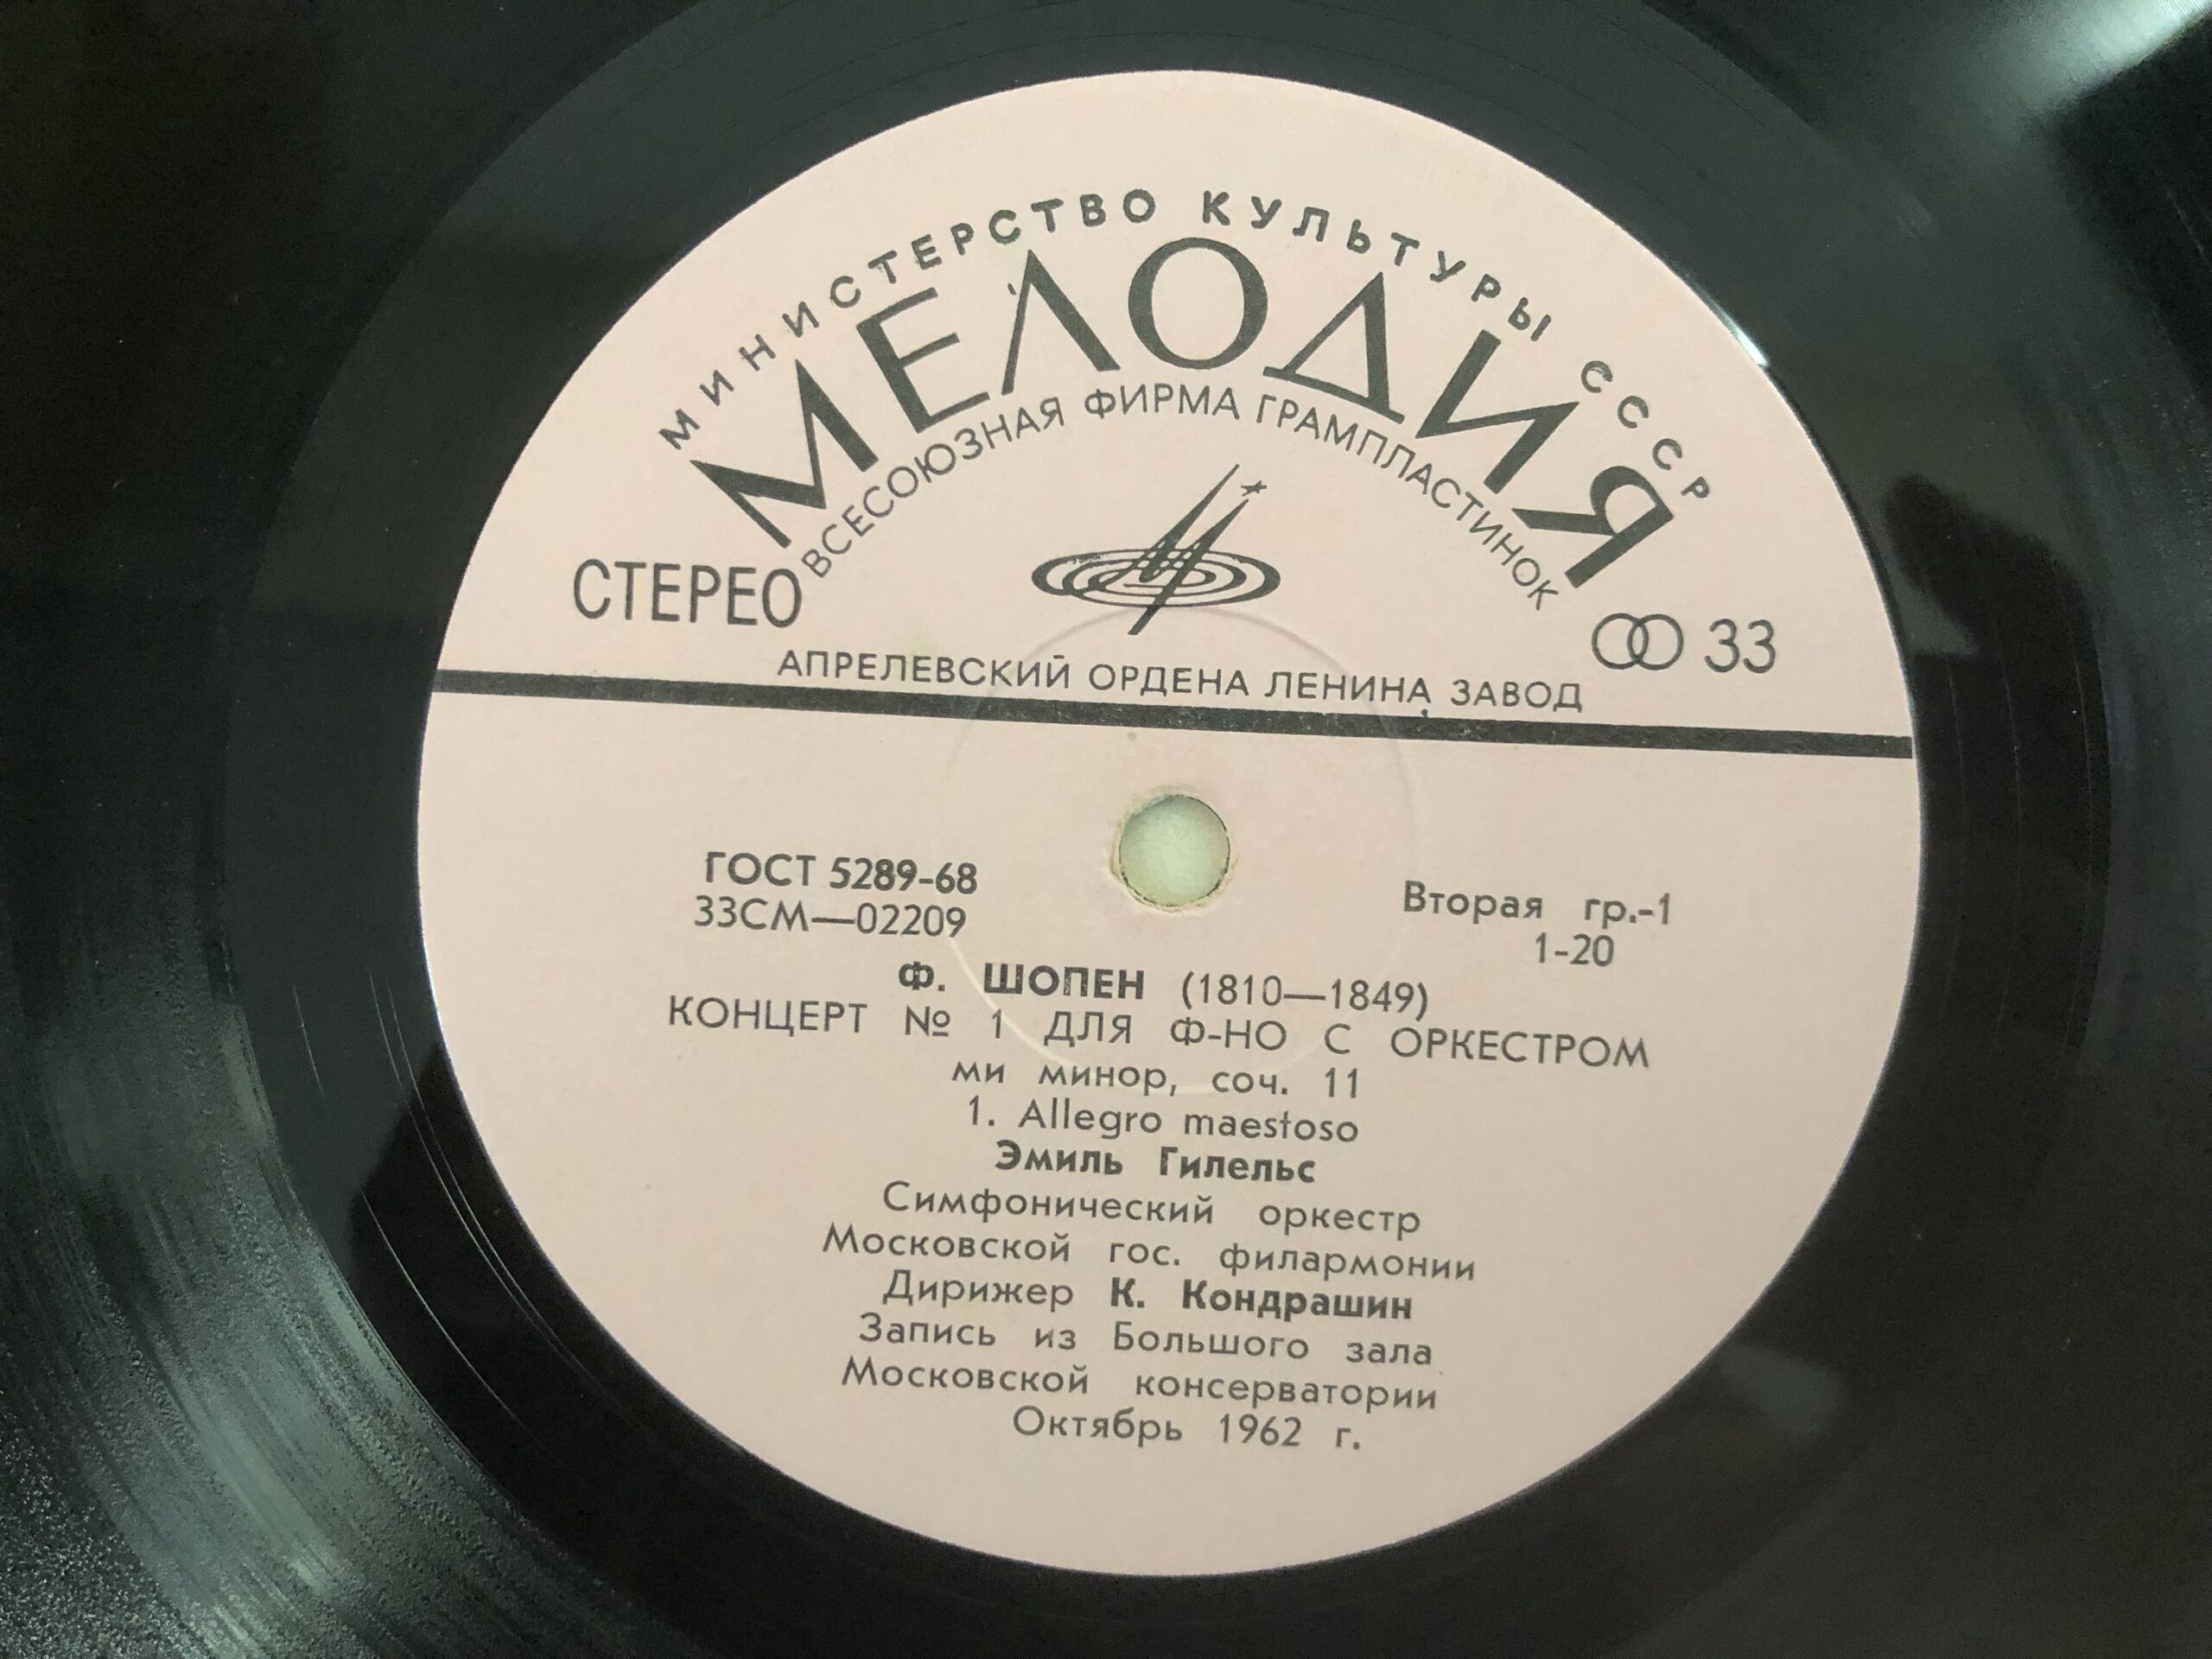 МИНИСТЕРСТВО КУЛЬТУРЫ СССР
МЕЛОДИЯ
ВСЕСОЮЗНАЯ ФИРМА ГРАМПЛАСТИНОК
СТЕРЕО
33
АПРЕЛЕВСКИЙ ОРДЕНА ЛЕНИНА ЗАВОД
ГОСТ 5289-68
33СМ—02209
Вторая гр.-1
1-20
Ф. ШОПЕН (1810—1849)
КОНЦЕРТ № 1 ДЛЯ Ф-НО С ОРКЕСТРОМ
ми минор, соч. 11
1. Allegro maestoso
Эмиль Гилельс
Симфонический оркестр
Московской гос. филармонии
Дирижер К. Кондрашин
Запись из Большого зала
Московской консерватории
Октябрь 1962 г.